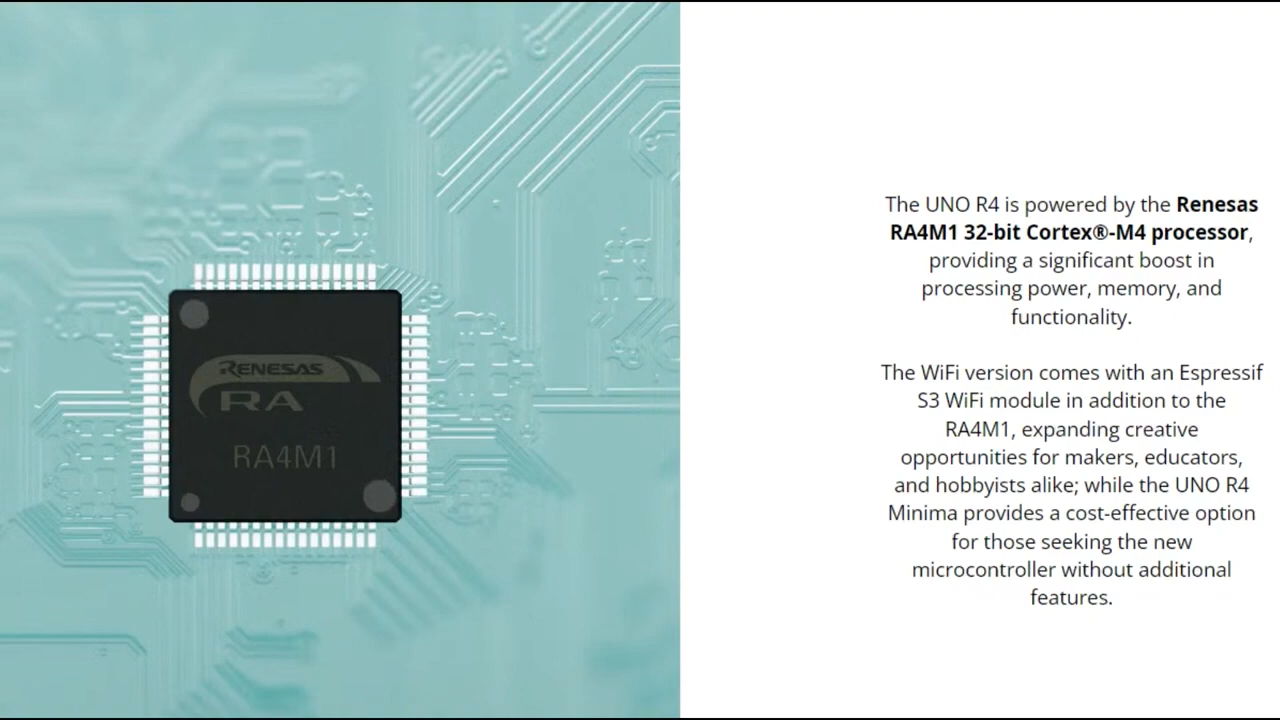 RENESAS
RA
RA4M1
The UNO R4 is powered by the Renesas
RA4M1 32-bit Cortex®-M4 processor,
providing a significant boost in
processing power, memory, and
functionality.
The WiFi version comes with an Espressif
S3 WiFi module in addition to the
RA4M1, expanding creative
opportunities for makers, educators,
and hobbyists alike; while the UNO R4
Minima provides a cost-effective option
for those seeking the new
microcontroller without additional
features.